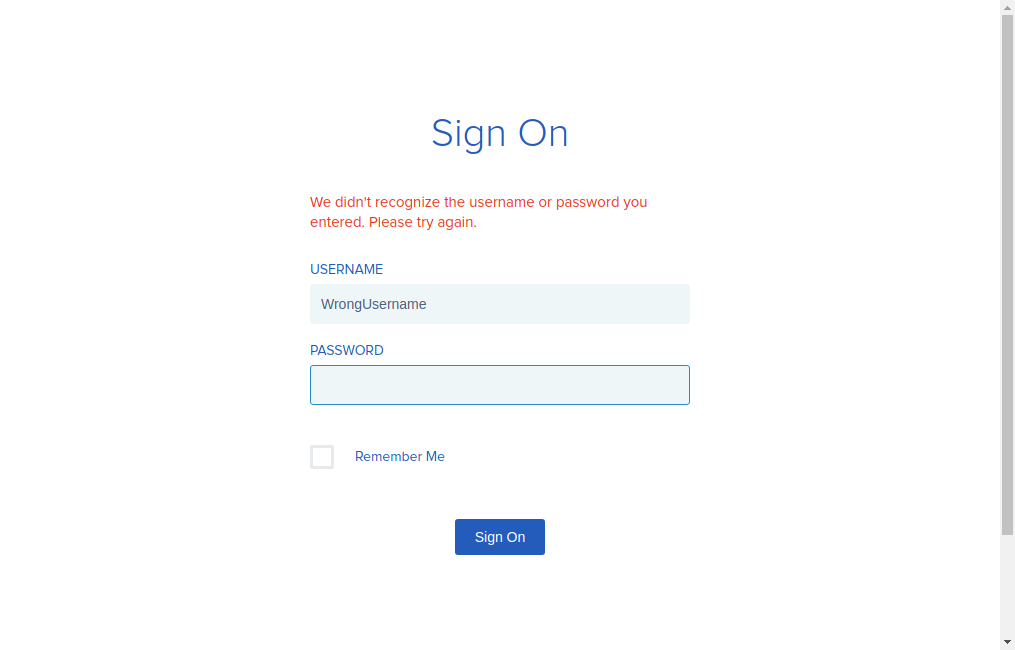 Sign On
We didn't recognize the username or password you
entered. Please try again.
USERNAME
WrongUsername
PASSWORD
Remember Me
Sign On